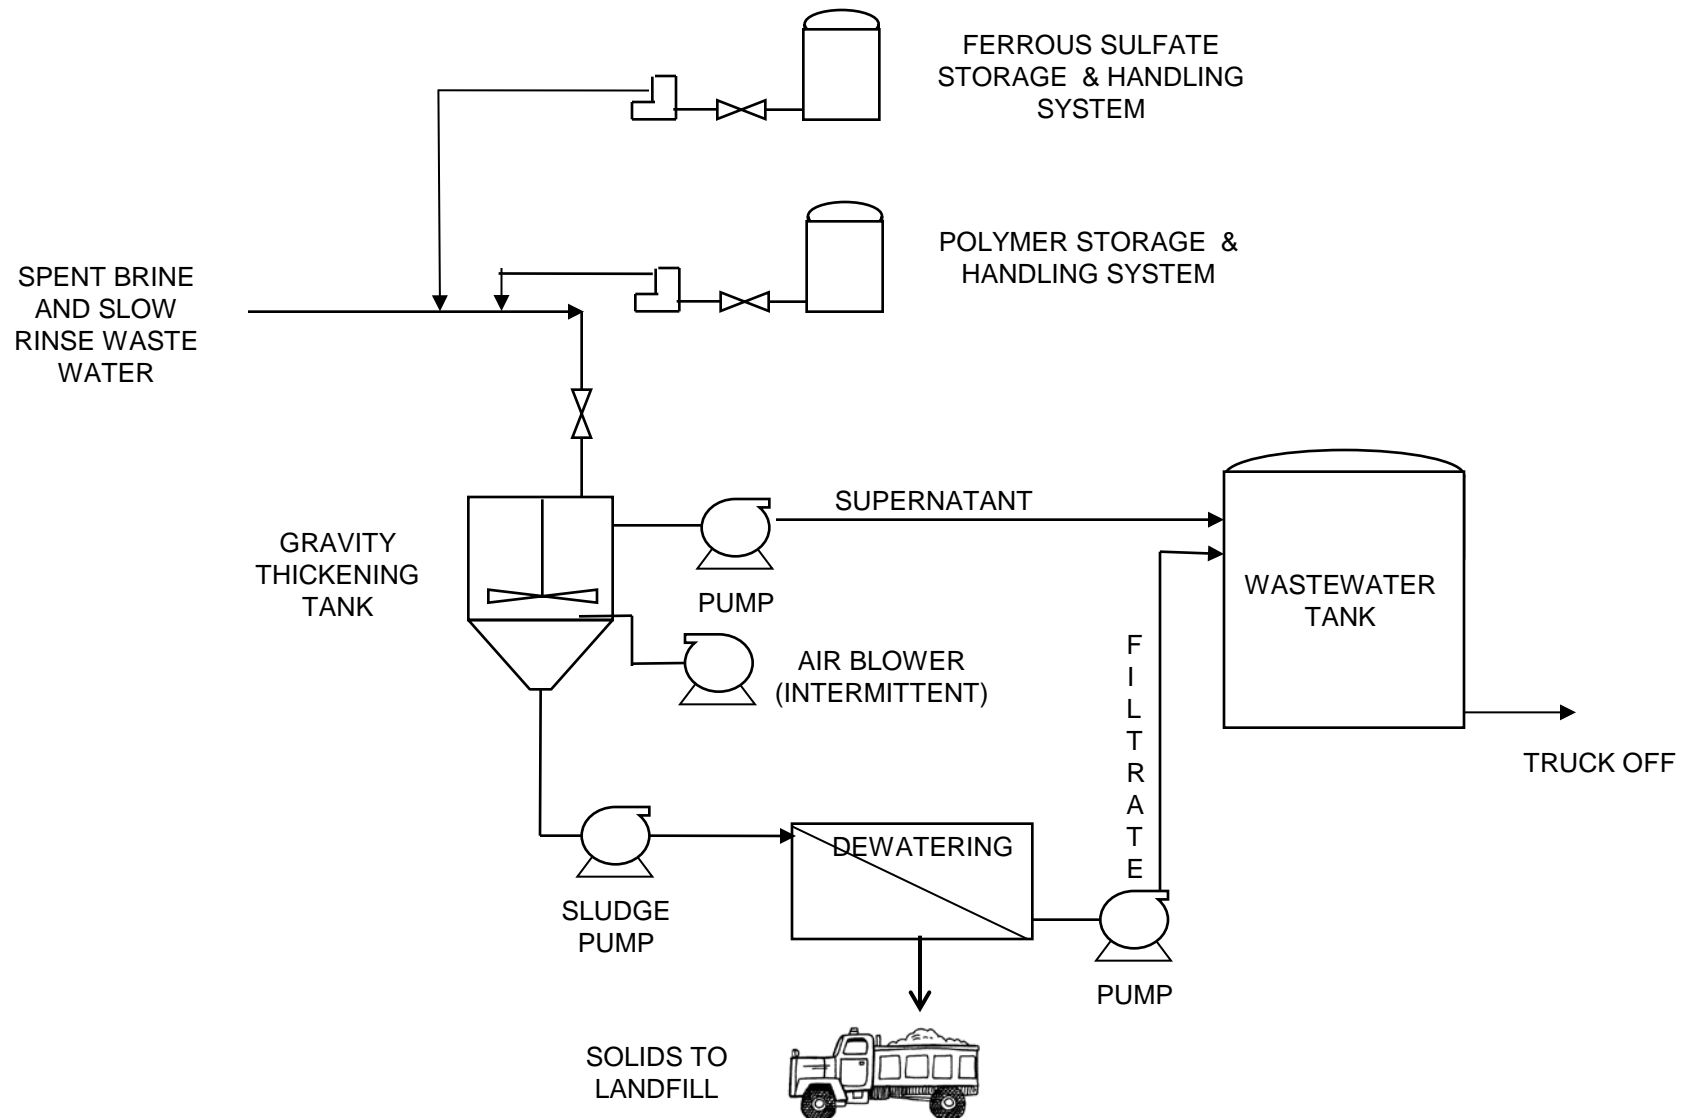 FERROUS SULFATE
STORAGE & HANDLING
SYSTEM
POLYMER STORAGE &
HANDLING SYSTEM
SPENT BRINE
AND SLOW
RINSE WASTE
WATER
SUPERNATANT
GRAVITY
THICKENING
TANK
PUMP
WASTEWATER
TANK
AIR BLOWER
(INTERMITTENT)
F
I
L
T
R
A
T
E
TRUCK OFF
DEWATERING
SLUDGE
PUMP
PUMP
SOLIDS TO
LANDFILL